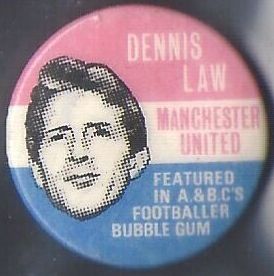 DENNIS
LAW
MANCHESTER
UNITED
FEATURED
IN A.&B.C'S
FOOTBALLER
BUBBLE GUM